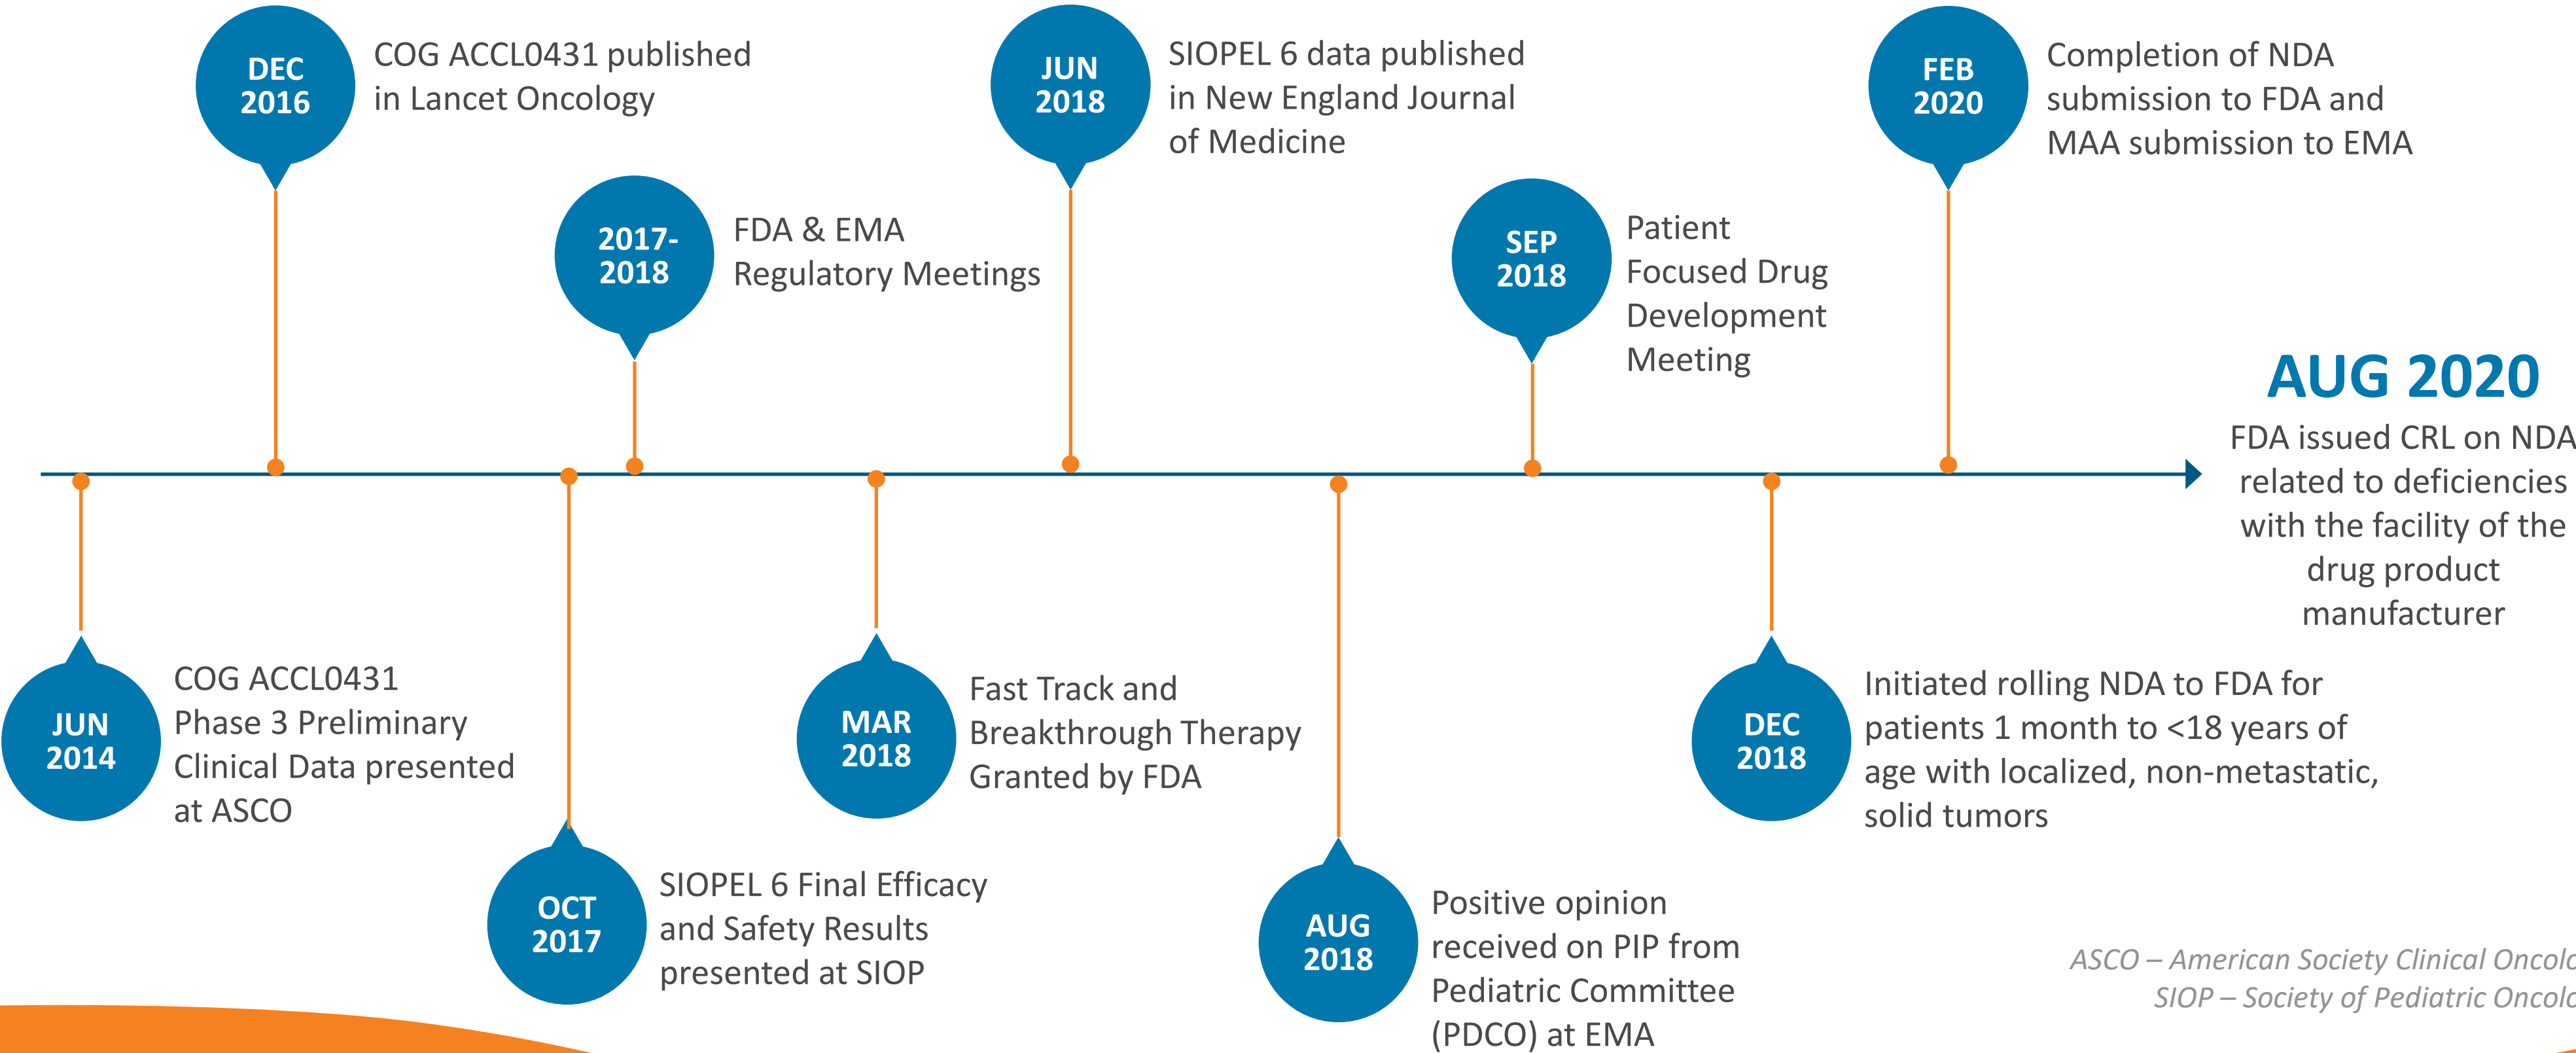 DEC
2016
COG ACCL0431 published
in Lancet Oncology
JUN
2018
SIOPEL 6 data published
in New England Journal
of Medicine
FEB
2020
Completion of NDA
submission to FDA and
MAA submission to EMA
2017-
2018
FDA & EMA
Regulatory Meetings
SEP
2018
Patient
Focused Drug
Development
Meeting
AUG 2020
FDA issued CRL on NDA
related to deficiencies
with the facility of the
drug product
manufacturer
JUN
2014
COG ACCL0431
Phase 3 Preliminary
Clinical Data presented
at ASCO
OCT
2017
SIOPEL 6 Final Efficacy
and Safety Results
presented at SIOP
MAR
2018
Fast Track and
Breakthrough Therapy
Granted by FDA
AUG
2018
Positive opinion
received on PIP from
Pediatric Committee
(PDCO) at EMA
DEC
2018
Initiated rolling NDA to FDA for
patients 1 month to <18 years of
age with localized, non-metastatic,
solid tumors
ASCO – American Society Clinical
SIOP – Society of Pediatric